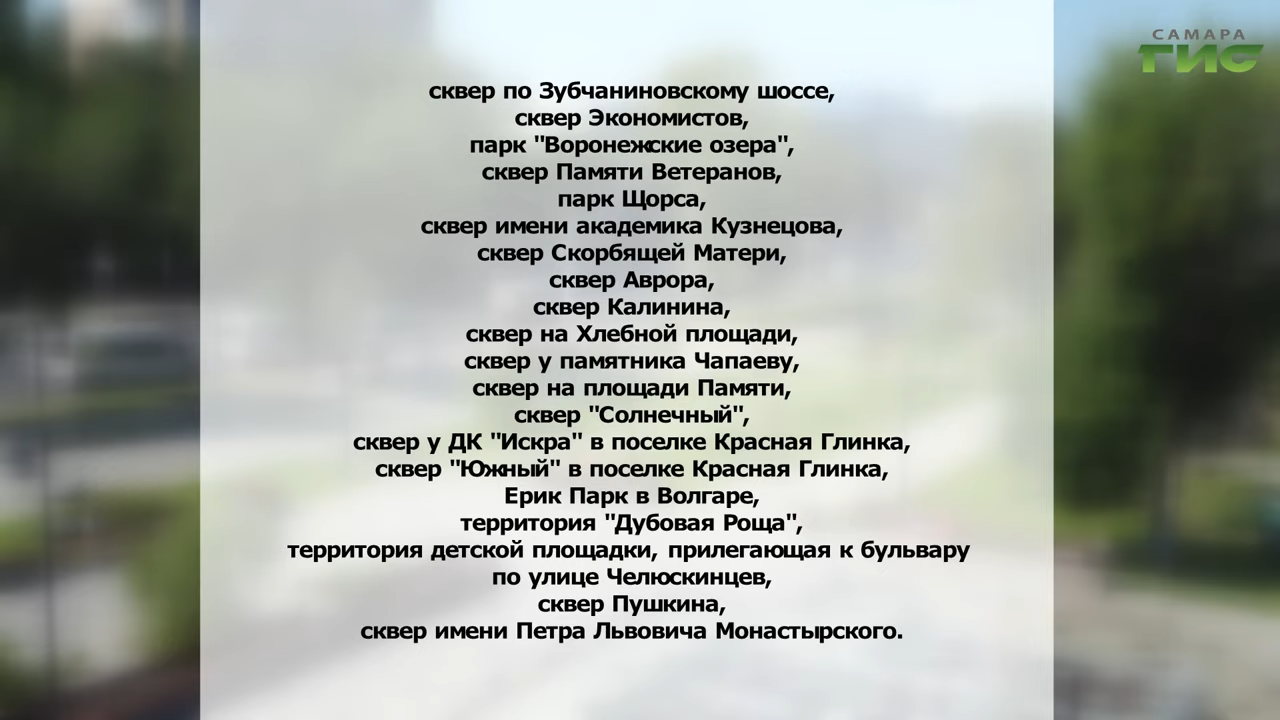 САМАРА
ГИС
сквер по Зубчаниновскому шоссе,
сквер Экономистов,
парк "Воронежские озера",
сквер Памяти Ветеранов,
парк Щорса,
сквер имени академика Кузнецова,
сквер Скорбящей Матери,
сквер Аврора,
сквер Калинина,
сквер на Хлебной площади,
сквер у памятника Чапаеву,
сквер на площади Памяти,
сквер "Солнечный",
сквер у ДК "Искра" в поселке Красная Глинка,
сквер "Южный" в поселке Красная Глинка,
Ерик Парк в Волгаре,
территория "Дубовая Роща",
территория детской площадки, прилегающая к бульвару
по улице Челюскинцев,
сквер Пушкина,
сквер имени Петра Львовича Монастырского.